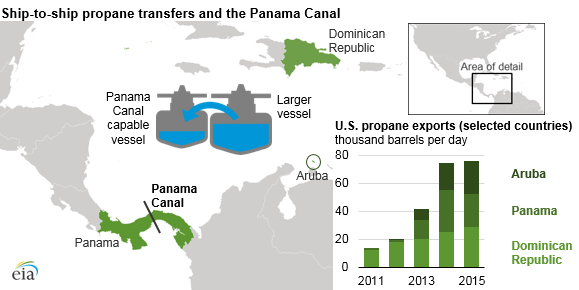 Ship-to-ship propane transfers and the Panama Canal
Dominican
Republic
Area of detail
Panama
Canal
capable
vessel
Larger
vessel
Aruba
Panama
Canal
Panama
eia
U.S. propane exports (selected countries)
thousand barrels per day
80
60
40
20
0
2011
2013
2015
Aruba
Panama
Dominican
Republic